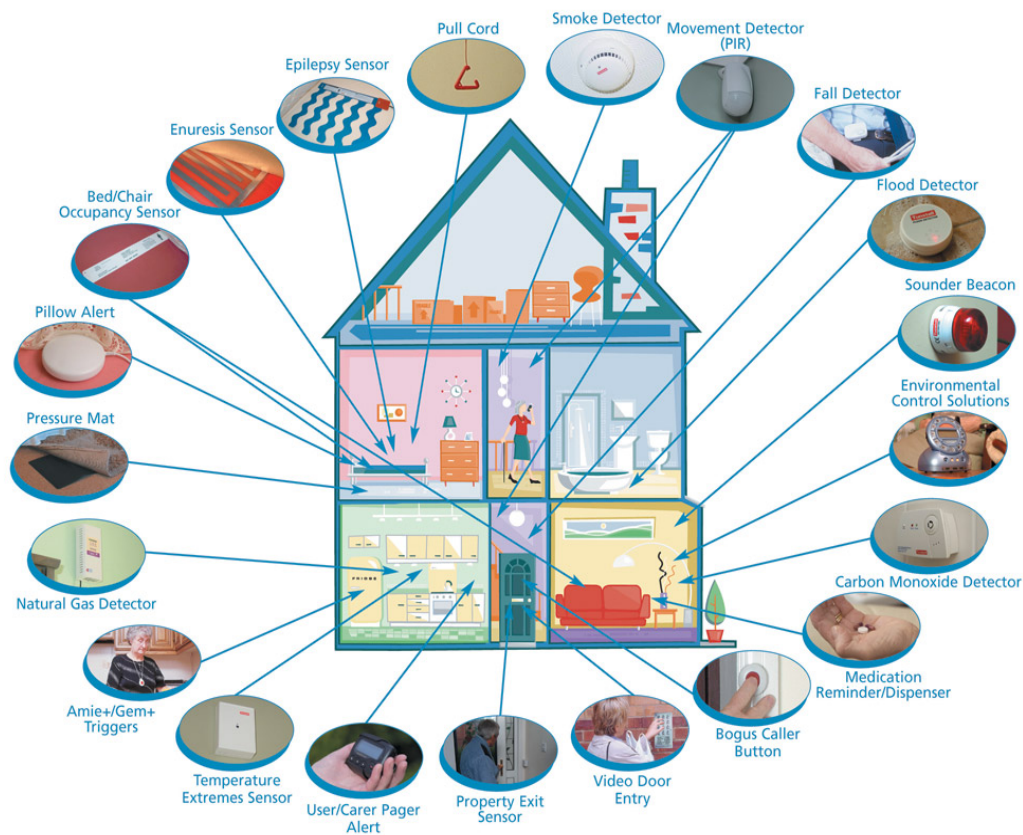 Smoke Detector
Pull Cord
Movement Detector
(PIR)
Epilepsy Sensor
Fall Detector
Enuresis Sensor
Bed/Chair
Occupancy Sensor
Flood Detector
Sounder Beacon
Pillow Alert
Environmental
Control Solutions
Pressure Mat
FRIDGE
Carbon Monoxide Detector
Natural Gas Detector
Medication
Reminder/Dispenser
Amie+/Gem+
Triggers
Bogus Caller
Button
Temperature
Extremes Sensor
User/Carer Pager
Alert
Property Exit
Sensor
Video Door
Entry